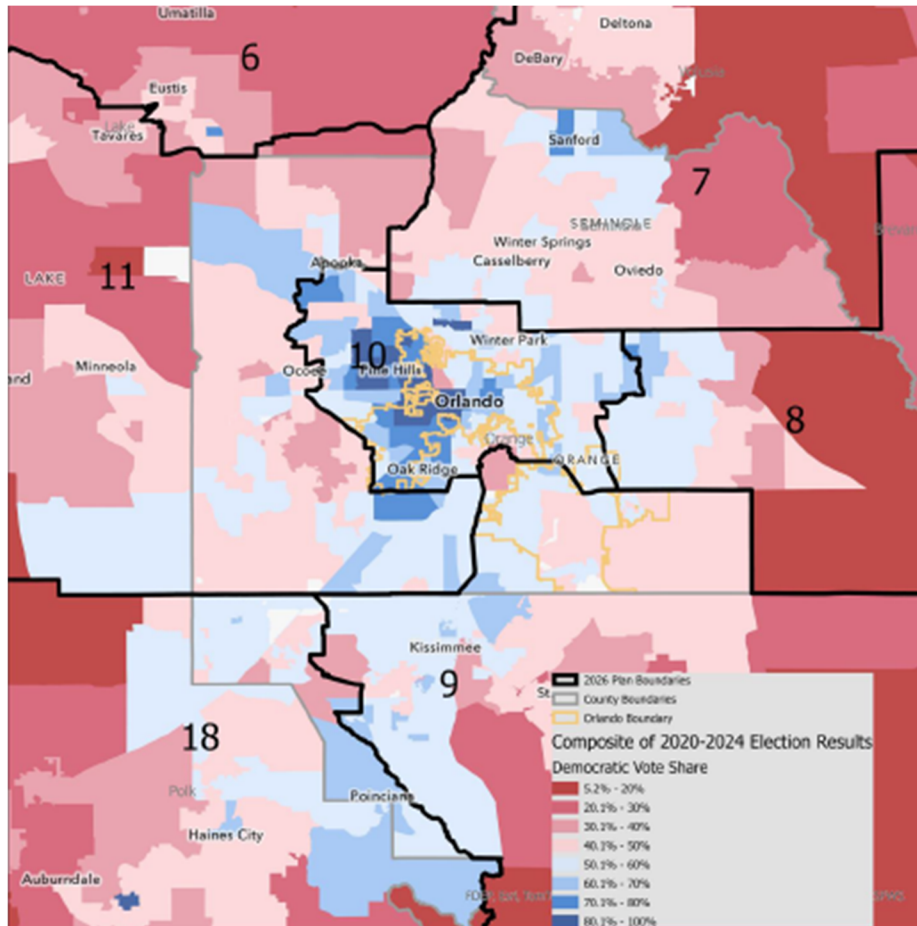 Umatilla
Deltona
6
DeBary
Eustis
Lake
Tavares
Sanford
7
SEMINOLE
Winter Springs
Casselberry
Oviedo
Apopka
LAKE
11
Minneola
10
Winter Park
Ocoee
Pine Hills
Orlando
8
Orange
ORANGE
Oak Ridge
Kissimmee
9
St.
18
Polk
Poinciana
Haines City
Auburndale
2026 Plan Boundaries
County Boundaries
Orlando Boundary
Composite of 2020-2024 Election Results
Democratic Vote Share
5.2% - 20%
20.1% - 30%
30.1% - 40%
40.1% - 50%
50.1% - 60%
60.1% - 70%
70.1% - 80%
80.1% - 100%